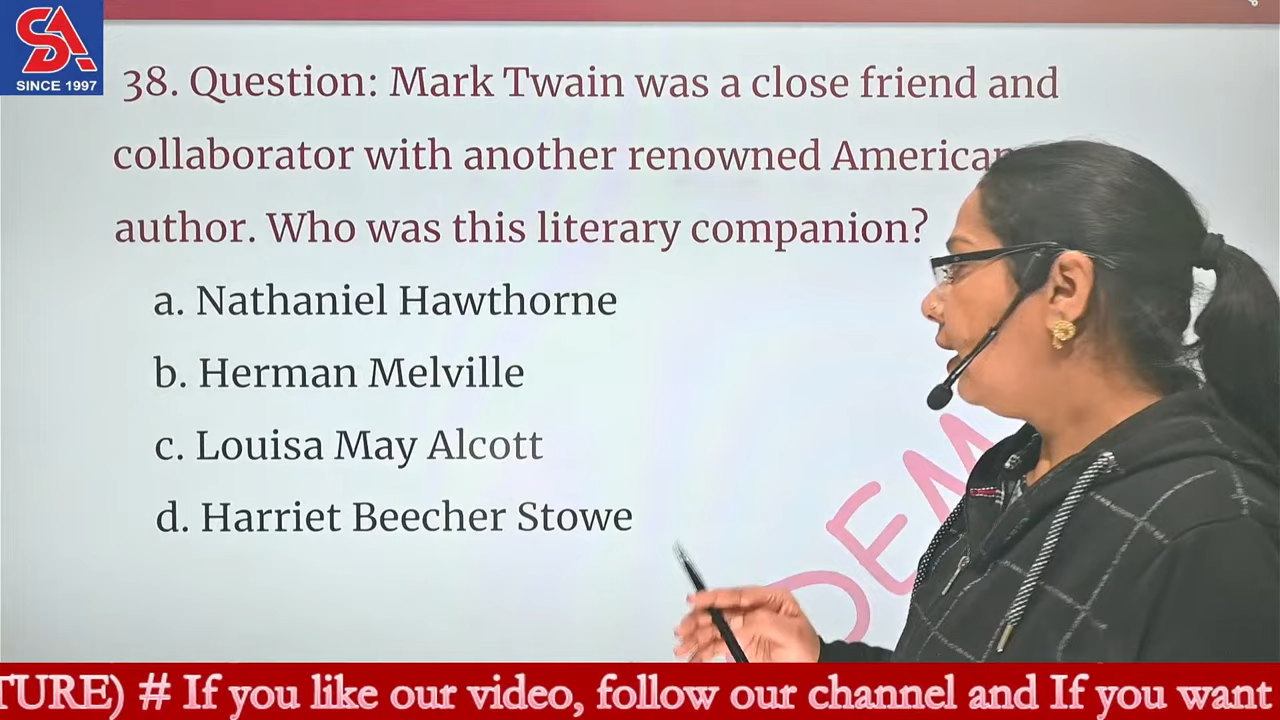 SA
SINCE 1997
38. Question: Mark Twain was a close friend and
collaborator with another renowned American
author. Who was this literary companion?
a. Nathaniel Hawthorne
b. Herman Melville
c. Louisa May Alcott
d. Harriet Beecher Stowe
DEM
TURE) # If you like our video, follow our channel and If you want